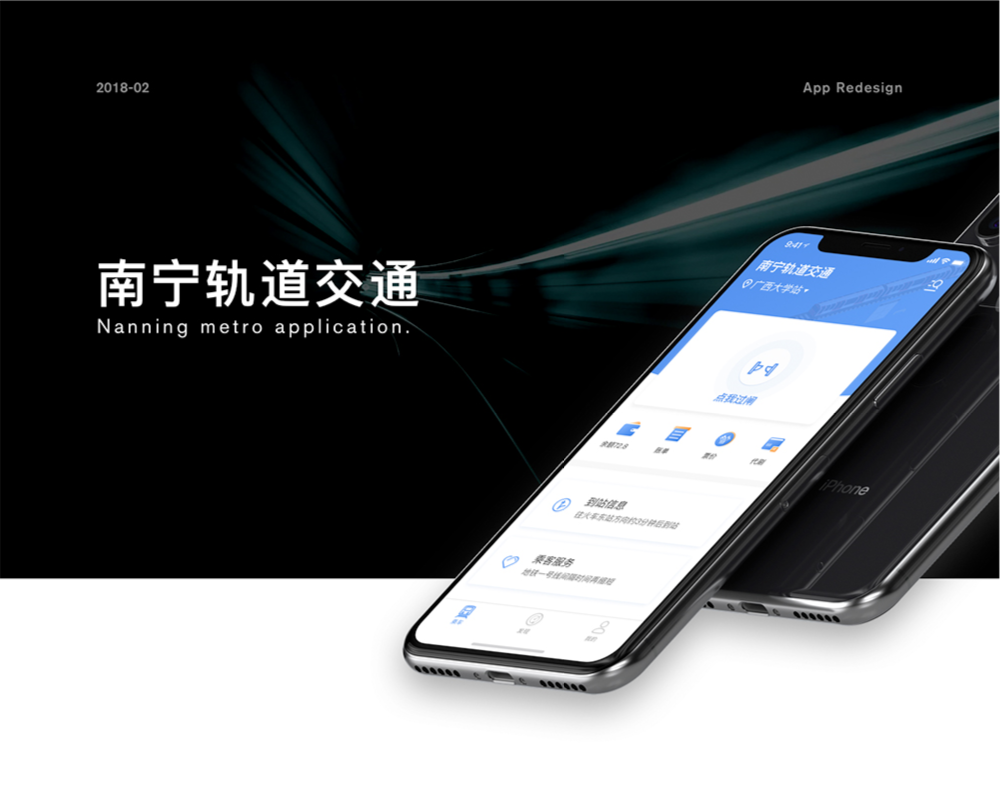 2018-02
App Redesign
南宁轨道交通
Nanning metro application.
9:41
南宁轨道交通
广西大学站
点我过闸
余额72.8
账单
票价
代刷
到站信息
往火车东站方向约3分钟后到站
乘客服务
地铁一号线间隔时间再缩短
发现
我的
iPhone